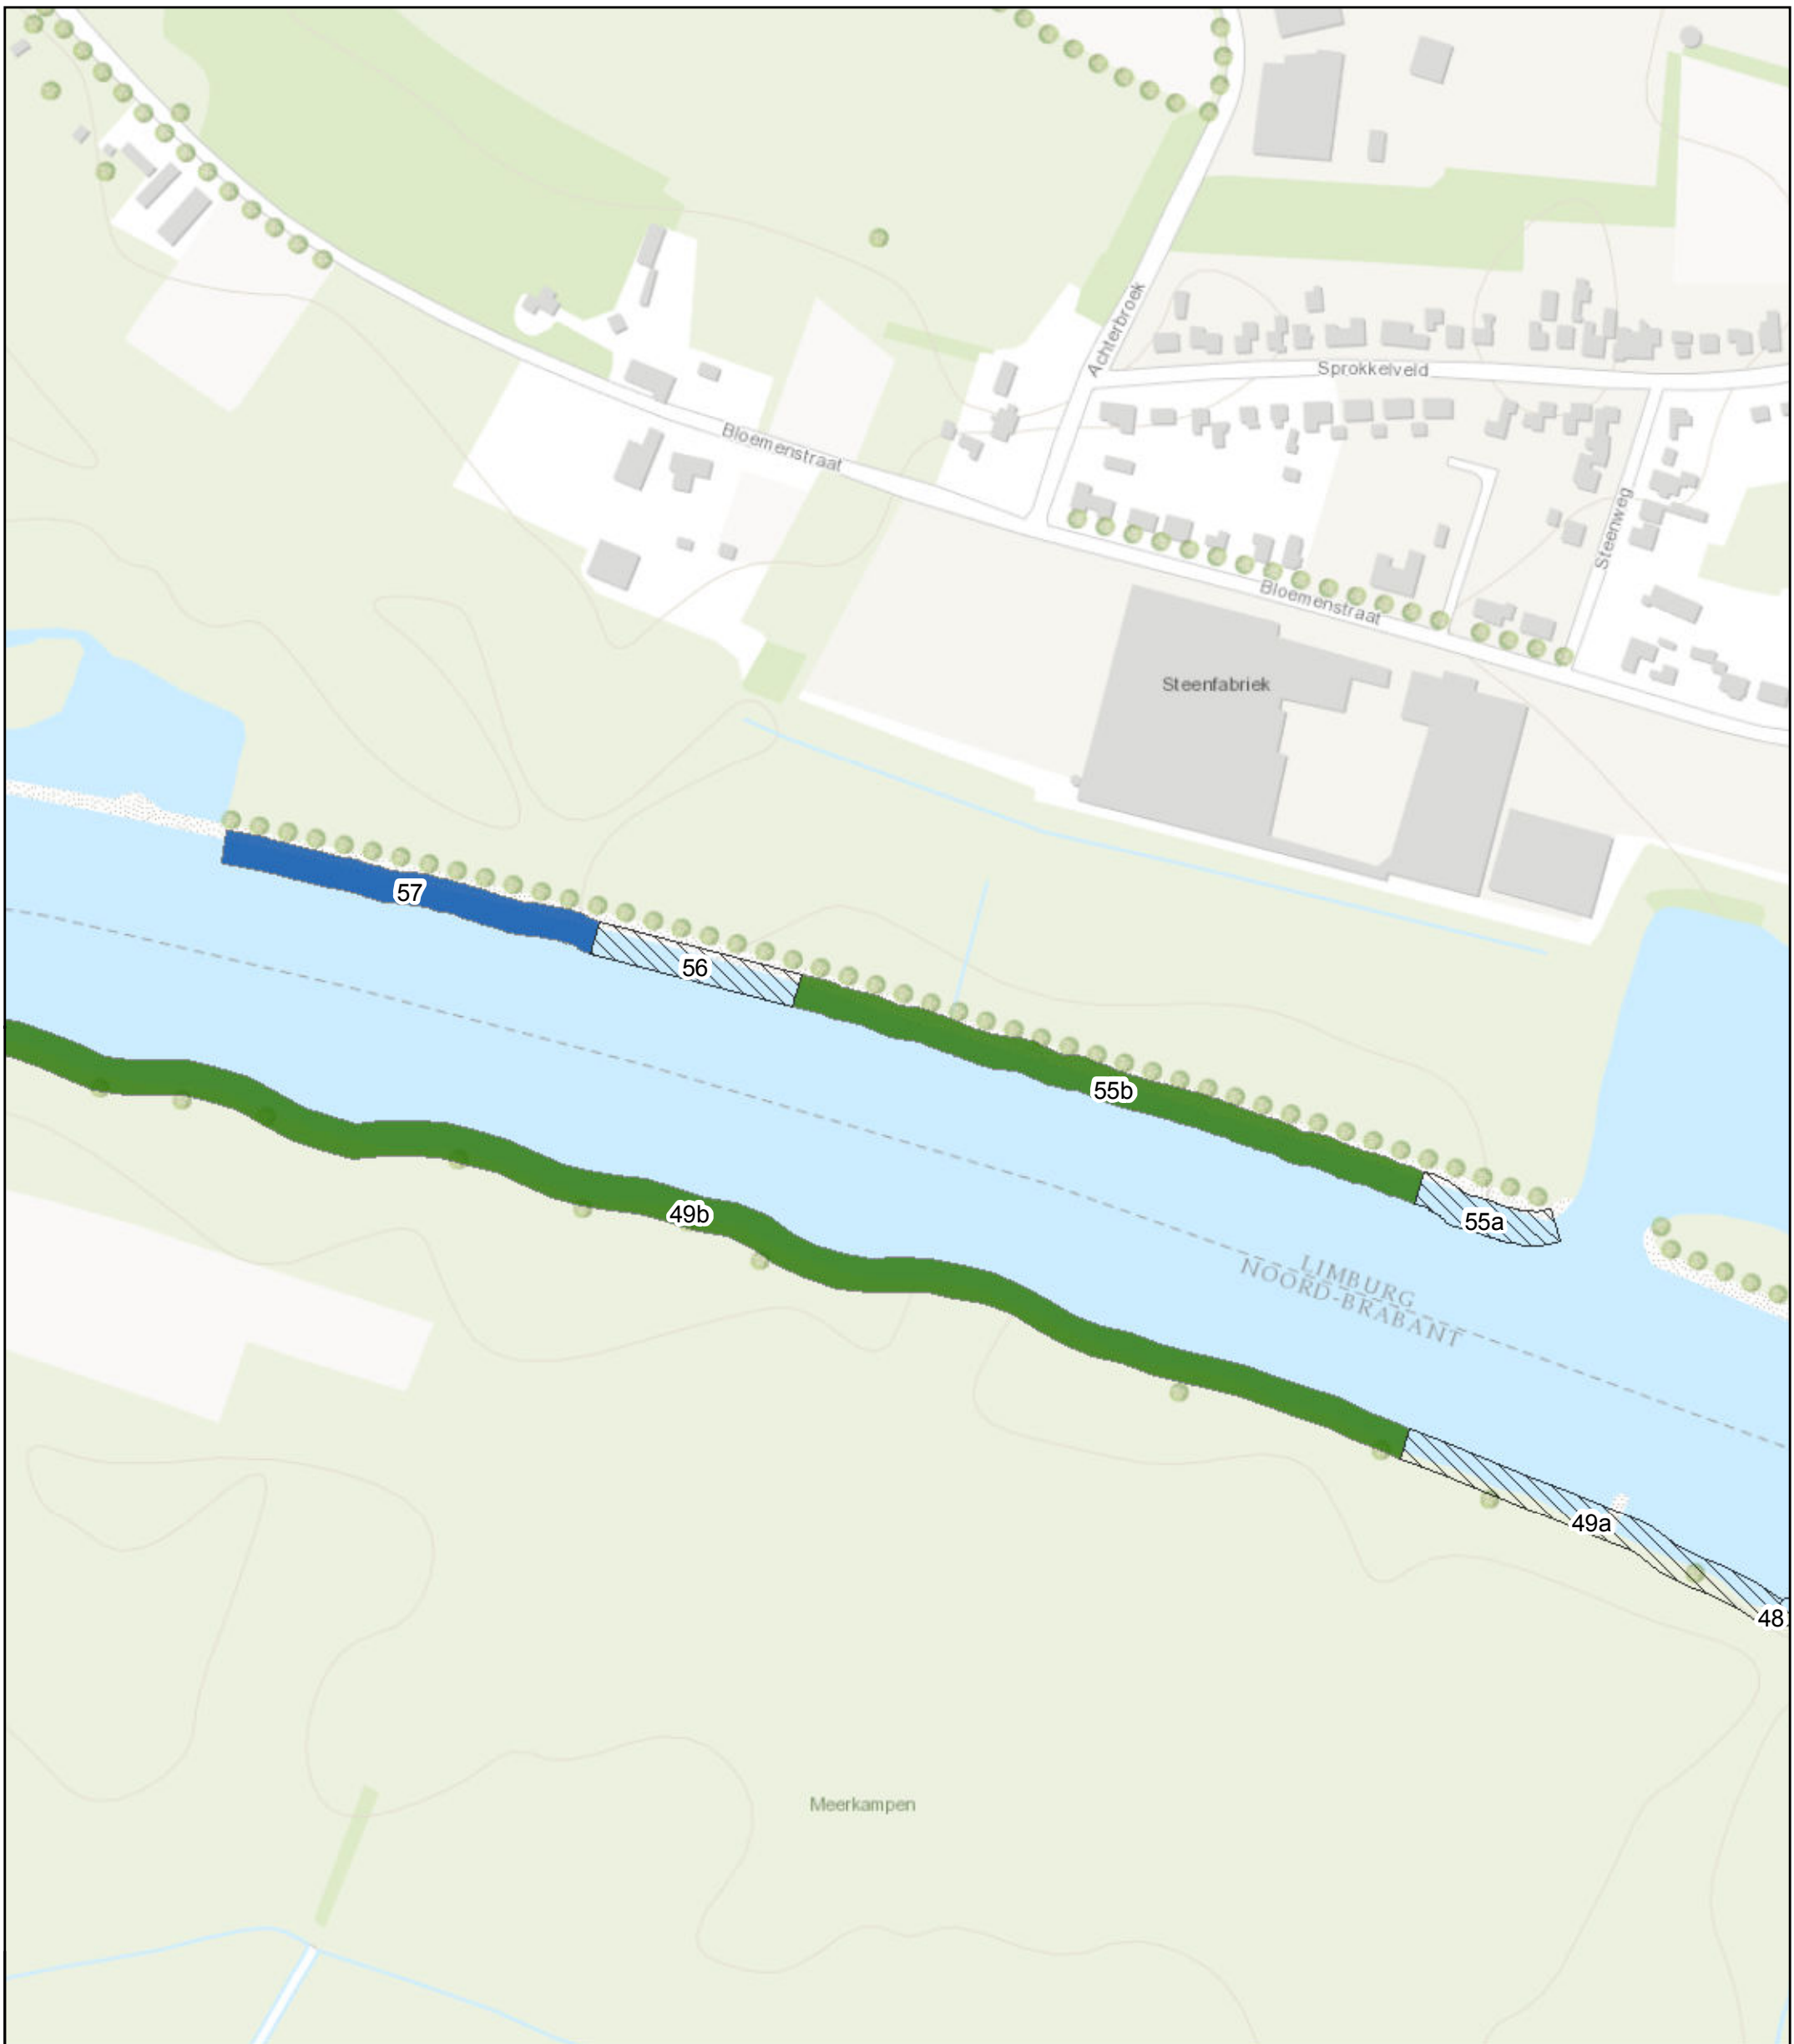 Achterbroek
Sprokkelveld
Bloemenstraat
Steenweg
Bloemenstraat
Steenfabriek
57
56
55b
55a
49b
LIMBURG
NOORD-BRABANT
49a
48
Meerkampen